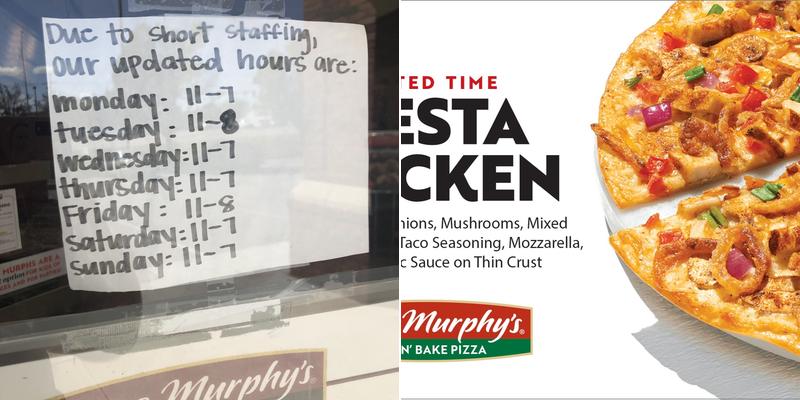 Due to short staffing,
our updated hours are:
monday: 11-7
tuesday: 11-8
wednesday: 11-7
thursday: 11-7
Friday: 11-8
saturday: 11-7
sunday: 11-7
MURPHS ARE A
Murphy's
TED TIME
ESTA
CKEN
nions, Mushrooms, Mixed
Taco Seasoning, Mozzarella,
c Sauce on Thin Crust
Murphy's®
N' BAKE PIZZA